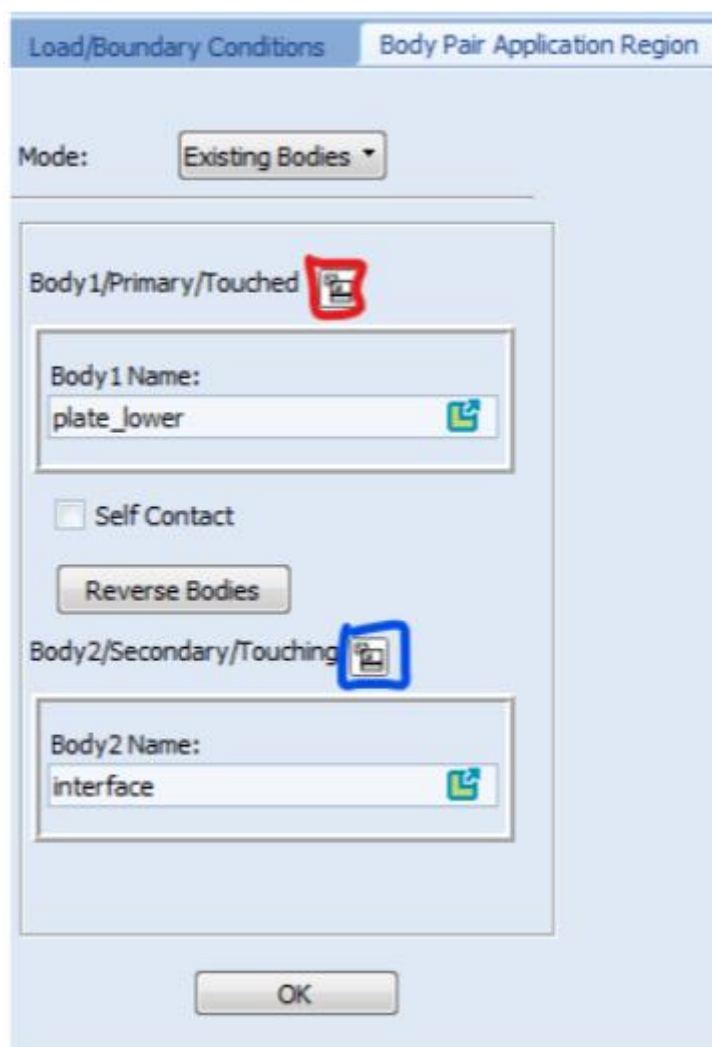 Load/Boundary Conditions Body Pair Application Region
Mode: Existing Bodies
Body1/Primary/Touched
Body1 Name:
plate_lower
Self Contact
Reverse Bodies
Body2/Secondary/Touching
Body2 Name:
interface
OK